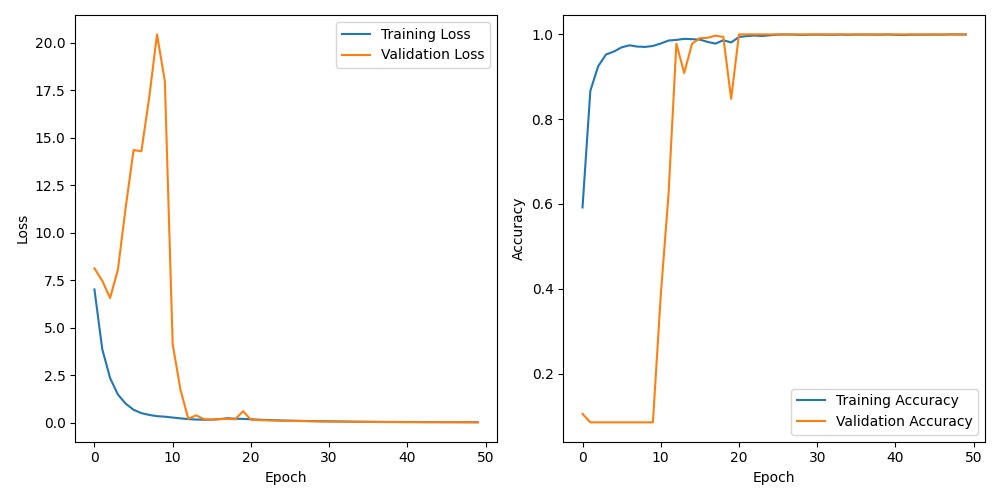 Training Loss
Validation Loss
20.0
17.5
15.0
12.5
10.0
7.5
5.0
2.5
0.0
Loss
0 10 20 30 40 50
Epoch
1.0
0.8
0.6
0.4
0.2
Accuracy
Training Accuracy
Validation Accuracy
0 10 20 30 40 50
Epoch